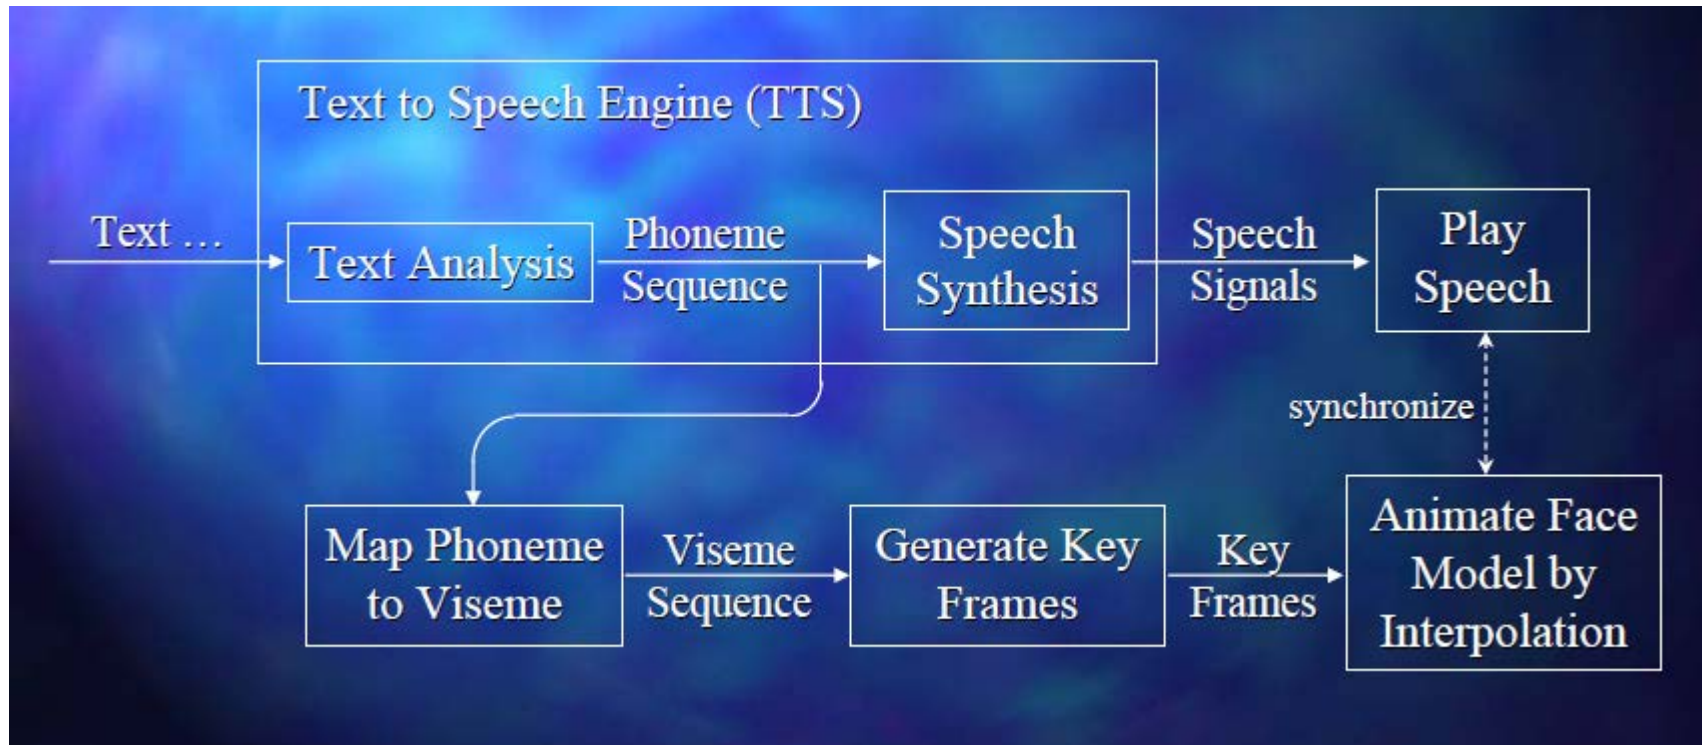 Text to Speech Engine (TTS)
Text …
Text Analysis
Phoneme
Sequence
Speech
Synthesis
Speech
Signals
Play
Speech
synchronize
Map Phoneme
to Viseme
Viseme
Sequence
Generate Key
Frames
Key
Frames
Animate Face
Model by
Interpolation